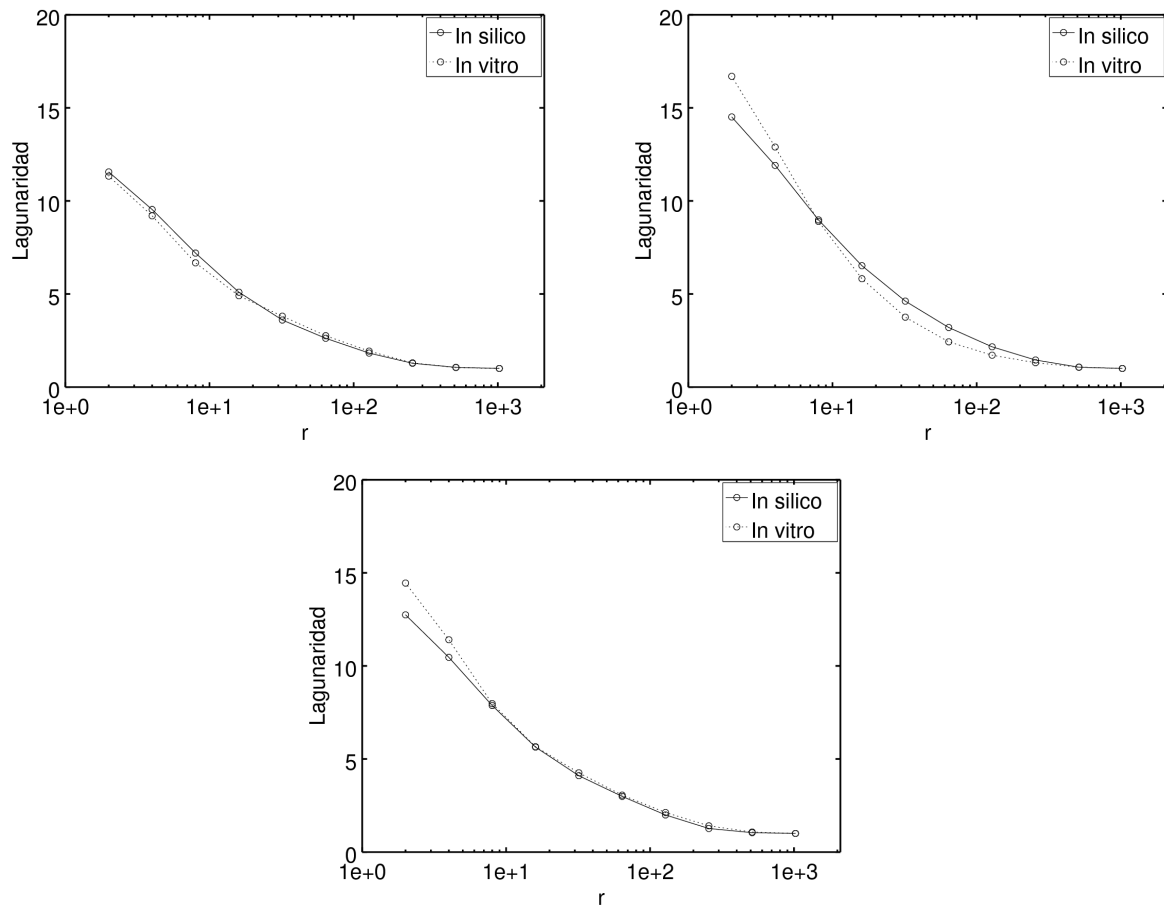 20
15
10
5
0
Lagunaridad
1e+0
1e+1
1e+2
1e+3
r
In silico
In vitro
20
15
10
5
0
Lagunaridad
1e+0
1e+1
1e+2
1e+3
r
In silico
In vitro
20
15
10
5
0
Lagunaridad
1e+0
1e+1
1e+2
1e+3
r
In silico
In vitro